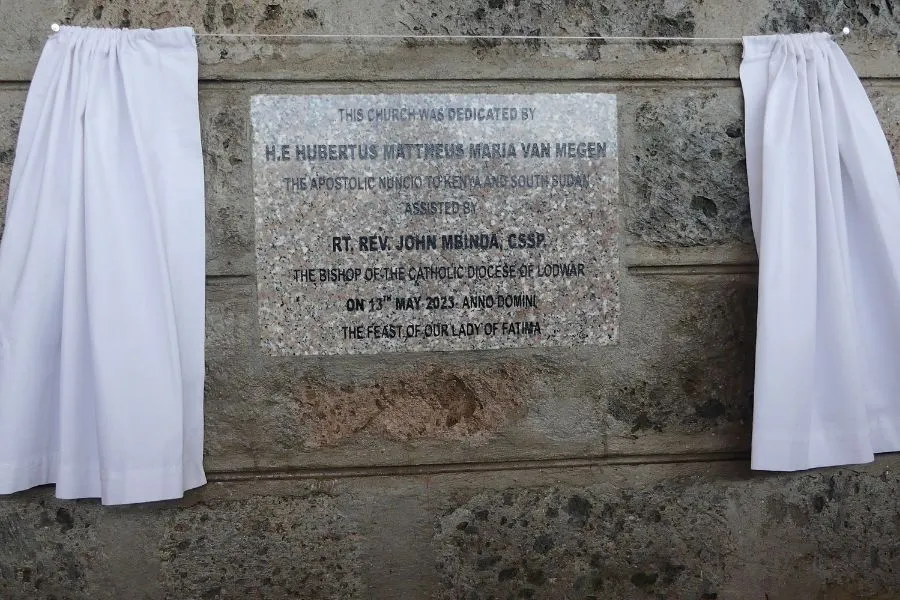 THIS CHURCH WAS DEDICATED BY
H.E HUBERTUS MATTHEUS MARIA VAN MEGEN
THE APOSTOLIC NUNCIO TO KENYA AND SOUTH SUDAN
ASSISTED BY
RT. REV. JOHN MBINDA, CSSP.
THE BISHOP OF THE CATHOLIC DIOCESE OF LODWAR
ON 13TH MAY 2023- ANNO DOMINI
THE FEAST OF OUR LADY OF FATIMA